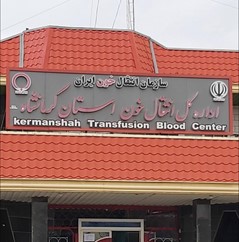 سازمان انتقال خون ایران
اداره کل انتقال خون استان کرمانشاه
kermanshah Transfusion Blood Center